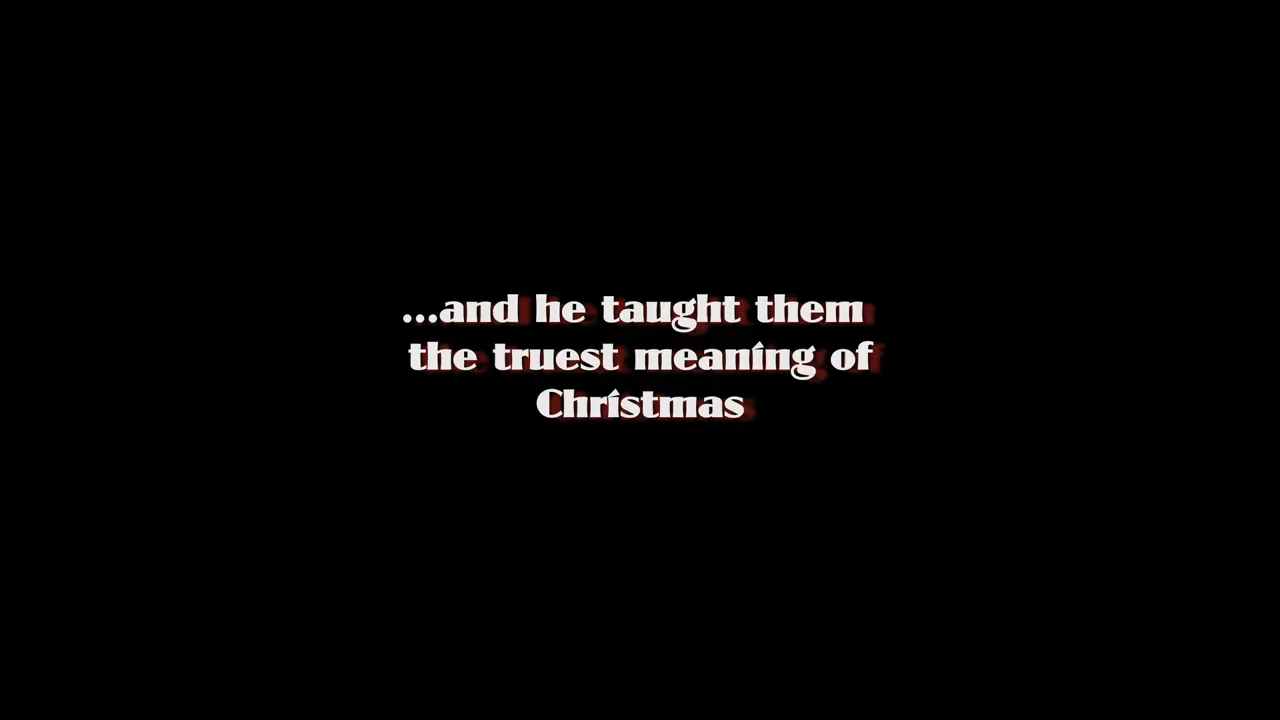 ...and he taught them
the truest meaning of
Christmas